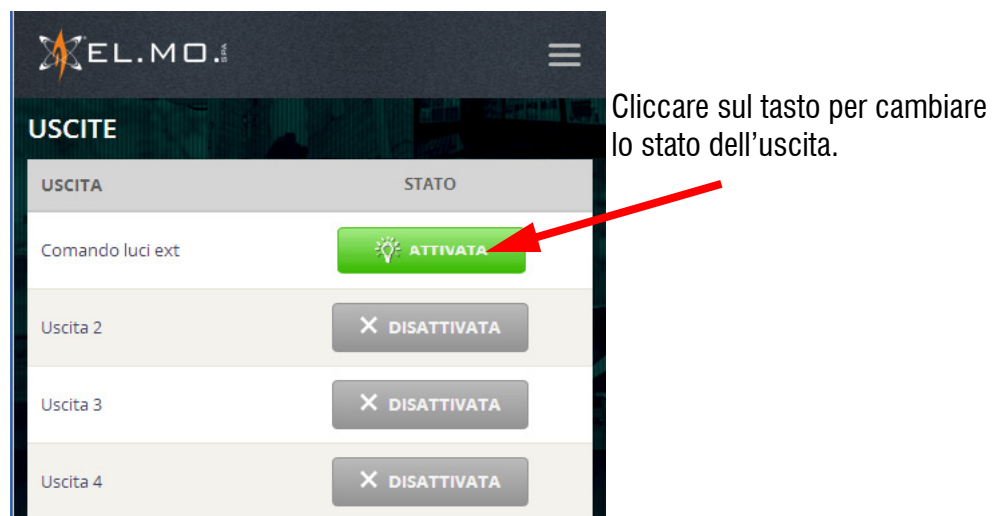 EL.MO. SPA
USCITE
USCITA STATO
Comando luci ext ATTIVATA
Uscita 2 DISATTIVATA
Uscita 3 DISATTIVATA
Uscita 4 DISATTIVATA
Cliccare sul tasto per cambiare
lo stato dell’uscita.